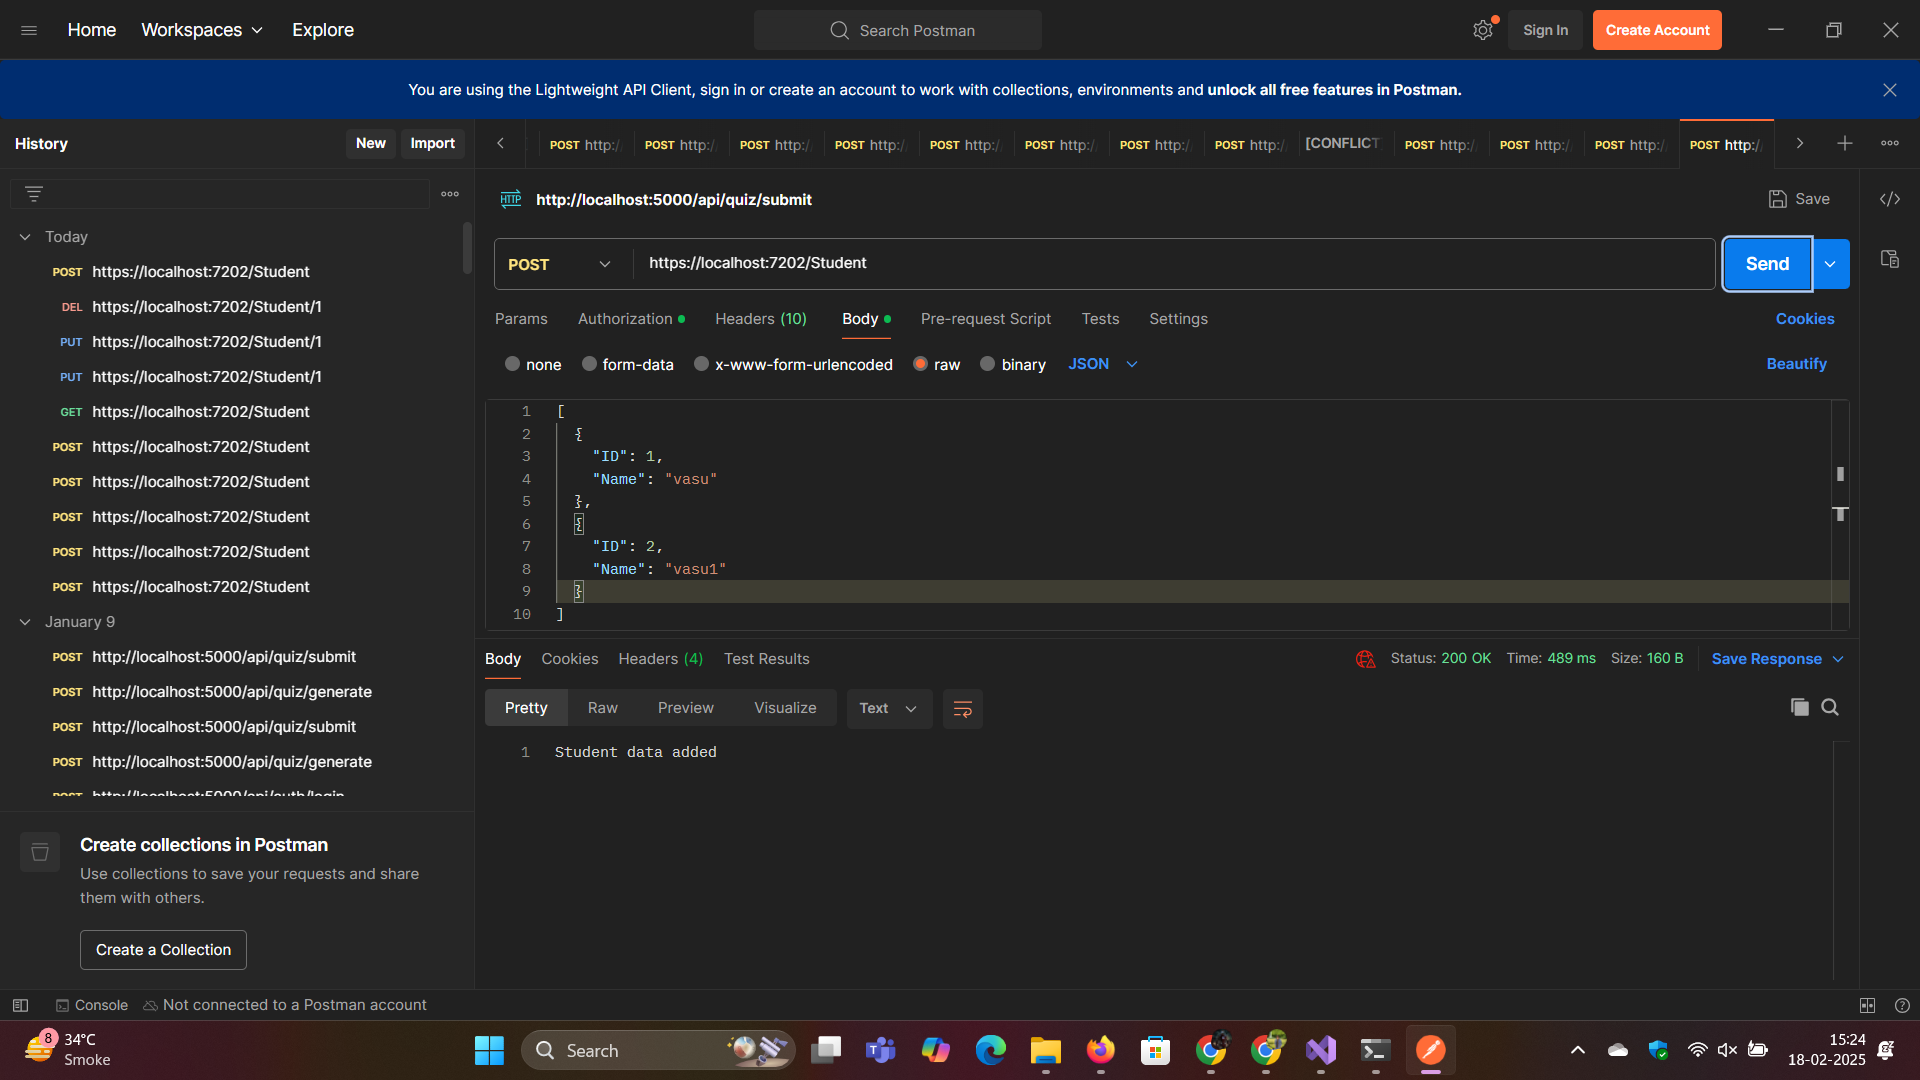 Home Workspaces Explore Search Postman Sign In Create Account
You are using the Lightweight API Client, sign in or create an account to work with collections, environments and unlock all free features in Postman.
History New Import
POST http:/ POST http:/ POST http:/ POST http:/ POST http:/ POST http:/ POST http:/ POST http:/ [CONFLICT POST http:/ POST http:/ POST http:/ POST http:/
HTTP http://localhost:5000/api/quiz/submit Save
Today
POST https://localhost:7202/Student
DEL https://localhost:7202/Student/1
PUT https://localhost:7202/Student/1
PUT https://localhost:7202/Student/1
GET https://localhost:7202/Student
POST https://localhost:7202/Student
POST https://localhost:7202/Student
POST https://localhost:7202/Student
POST https://localhost:7202/Student
POST https://localhost:7202/Student
January 9
POST http://localhost:5000/api/quiz/submit
POST http://localhost:5000/api/quiz/generate
POST http://localhost:5000/api/quiz/submit
POST http://localhost:5000/api/quiz/generate
POST http://localhost:5000/api/auth/login
Create collections in Postman
Use collections to save your requests and share
them with others.
Create a Collection
POST https://localhost:7202/Student Send
Params Authorization Headers (10) Body Pre-request Script Tests Settings Cookies
none form-data x-www-form-urlencoded raw binary JSON Beautify
1 [
2 {
3 "ID": 1,
4 "Name": "vasu"
5 },
6 {
7 "ID": 2,
8 "Name": "vasu1"
9 }
10 ]
Body Cookies Headers (4) Test Results Status: 200 OK Time: 489 ms Size: 160 B Save Response
Pretty Raw Preview Visualize Text
1 Student data added
Console Not connected to a Postman account
8 34°C
Smoke
Search
15:24
18-02-2025